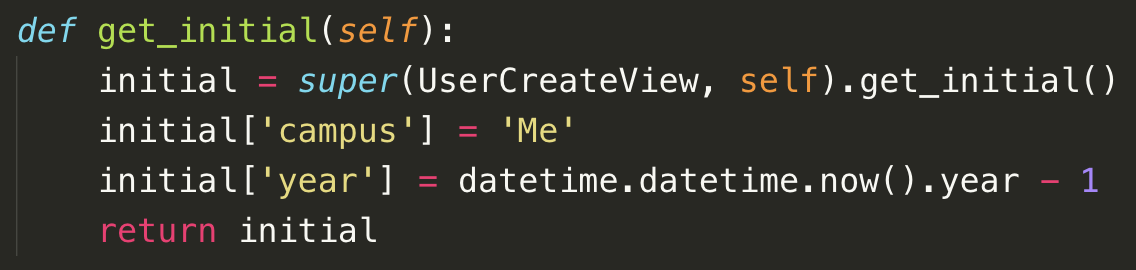 def get_initial(self):
    initial = super(UserCreateView, self).get_initial()
    initial['campus'] = 'Me'
    initial['year'] = datetime.datetime.now().year - 1
    return initial